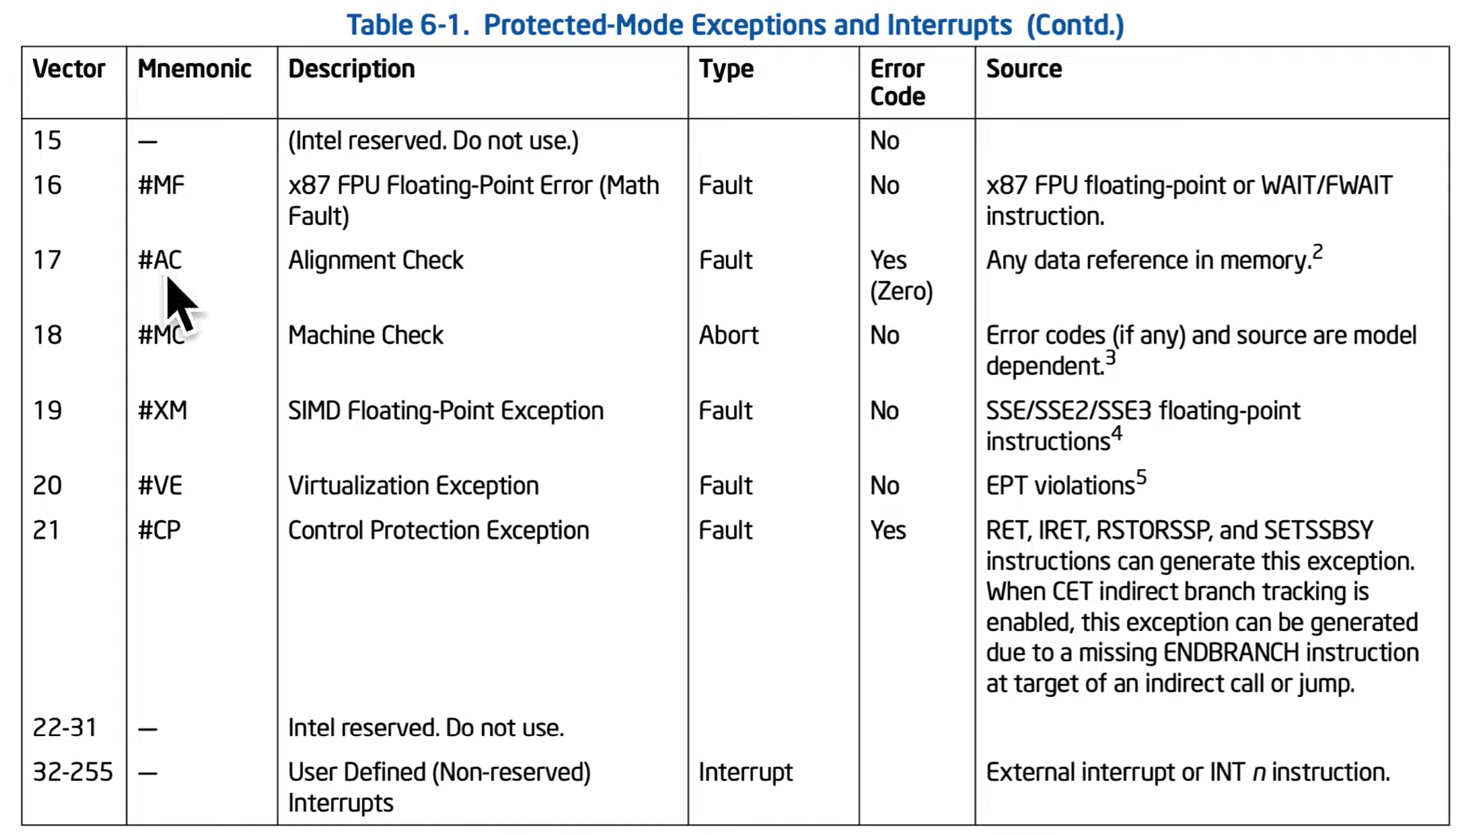 Table 6-1. Protected-Mode Exceptions and Interrupts (Contd.)
Vector Mnemonic Description Type Error Code Source
15 — (Intel reserved. Do not use.) No
16 #MF x87 FPU Floating-Point Error (Math Fault) Fault No x87 FPU floating-point or WAIT/FWAIT instruction.
17 #AC Alignment Check Fault Yes (Zero) Any data reference in memory.2
18 #MC Machine Check Abort No Error codes (if any) and source are model dependent.3
19 #XM SIMD Floating-Point Exception Fault No SSE/SSE2/SSE3 floating-point instructions4
20 #VE Virtualization Exception Fault No EPT violations5
21 #CP Control Protection Exception Fault Yes RET, IRET, RSTORSSP, and SETSSBSY
instructions can generate this exception.
When CET indirect branch tracking is
enabled, this exception can be generated
due to a missing ENDBRANCH instruction
at target of an indirect call or jump.
22-31 — Intel reserved. Do not use.
32-255 — User Defined (Non-reserved) Interrupts Interrupt External interrupt or INT n instruction.